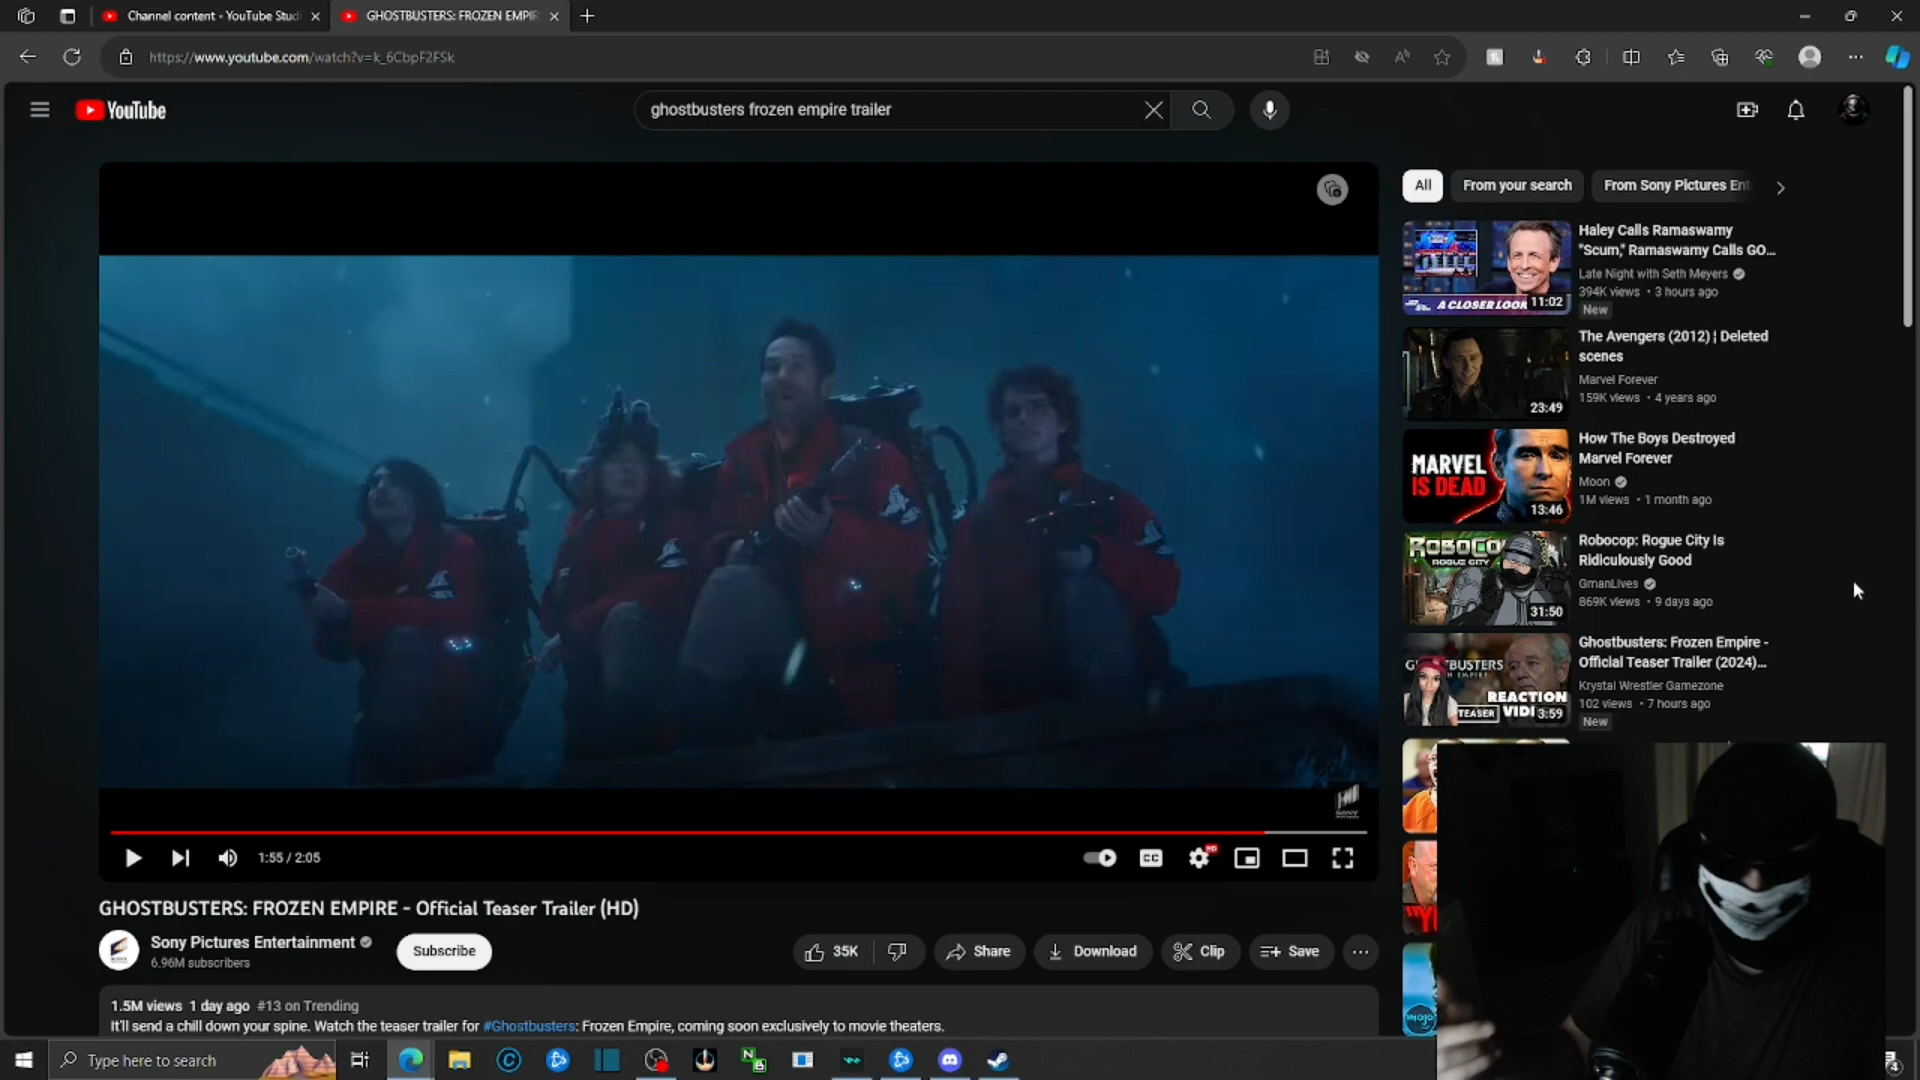 Channel content - YouTube Studi
GHOSTBUSTERS: FROZEN EMPIR
https://www.youtube.com/watch?v=k_6CbpF2FSk
YouTube
ghostbusters frozen empire trailer
All
From your search
From Sony Pictures Ent
Haley Calls Ramaswamy
"Scum," Ramaswamy Calls GO...
Late Night with Seth Meyers
394K views • 3 hours ago
New
A CLOSER LOOK
11:02
The Avengers (2012) | Deleted
scenes
Marvel Forever
159K views • 4 years ago
23:49
How The Boys Destroyed
Marvel Forever
Moon
1M views • 1 month ago
MARVEL
IS DEAD
13:46
Robocop: Rogue City Is
Ridiculously Good
GmanLives
869K views • 9 days ago
ROBOCO
ROGUE CITY
31:50
Ghostbusters: Frozen Empire -
Official Teaser Trailer (2024)...
Krystal Wrestler Gamezone
102 views • 7 hours ago
New
REACTION
TEASER
3:59
SONY
1:55 / 2:05
CC
HD
GHOSTBUSTERS: FROZEN EMPIRE - Official Teaser Trailer (HD)
Sony Pictures Entertainment
6.96M subscribers
Subscribe
35K
Share
Download
Clip
Save
1.5M views 1 day ago #13 on Trending
It'll send a chill down your spine. Watch the teaser trailer for #Ghostbusters: Frozen Empire, coming soon exclusively to movie theaters.
mojo
Type here to search
4